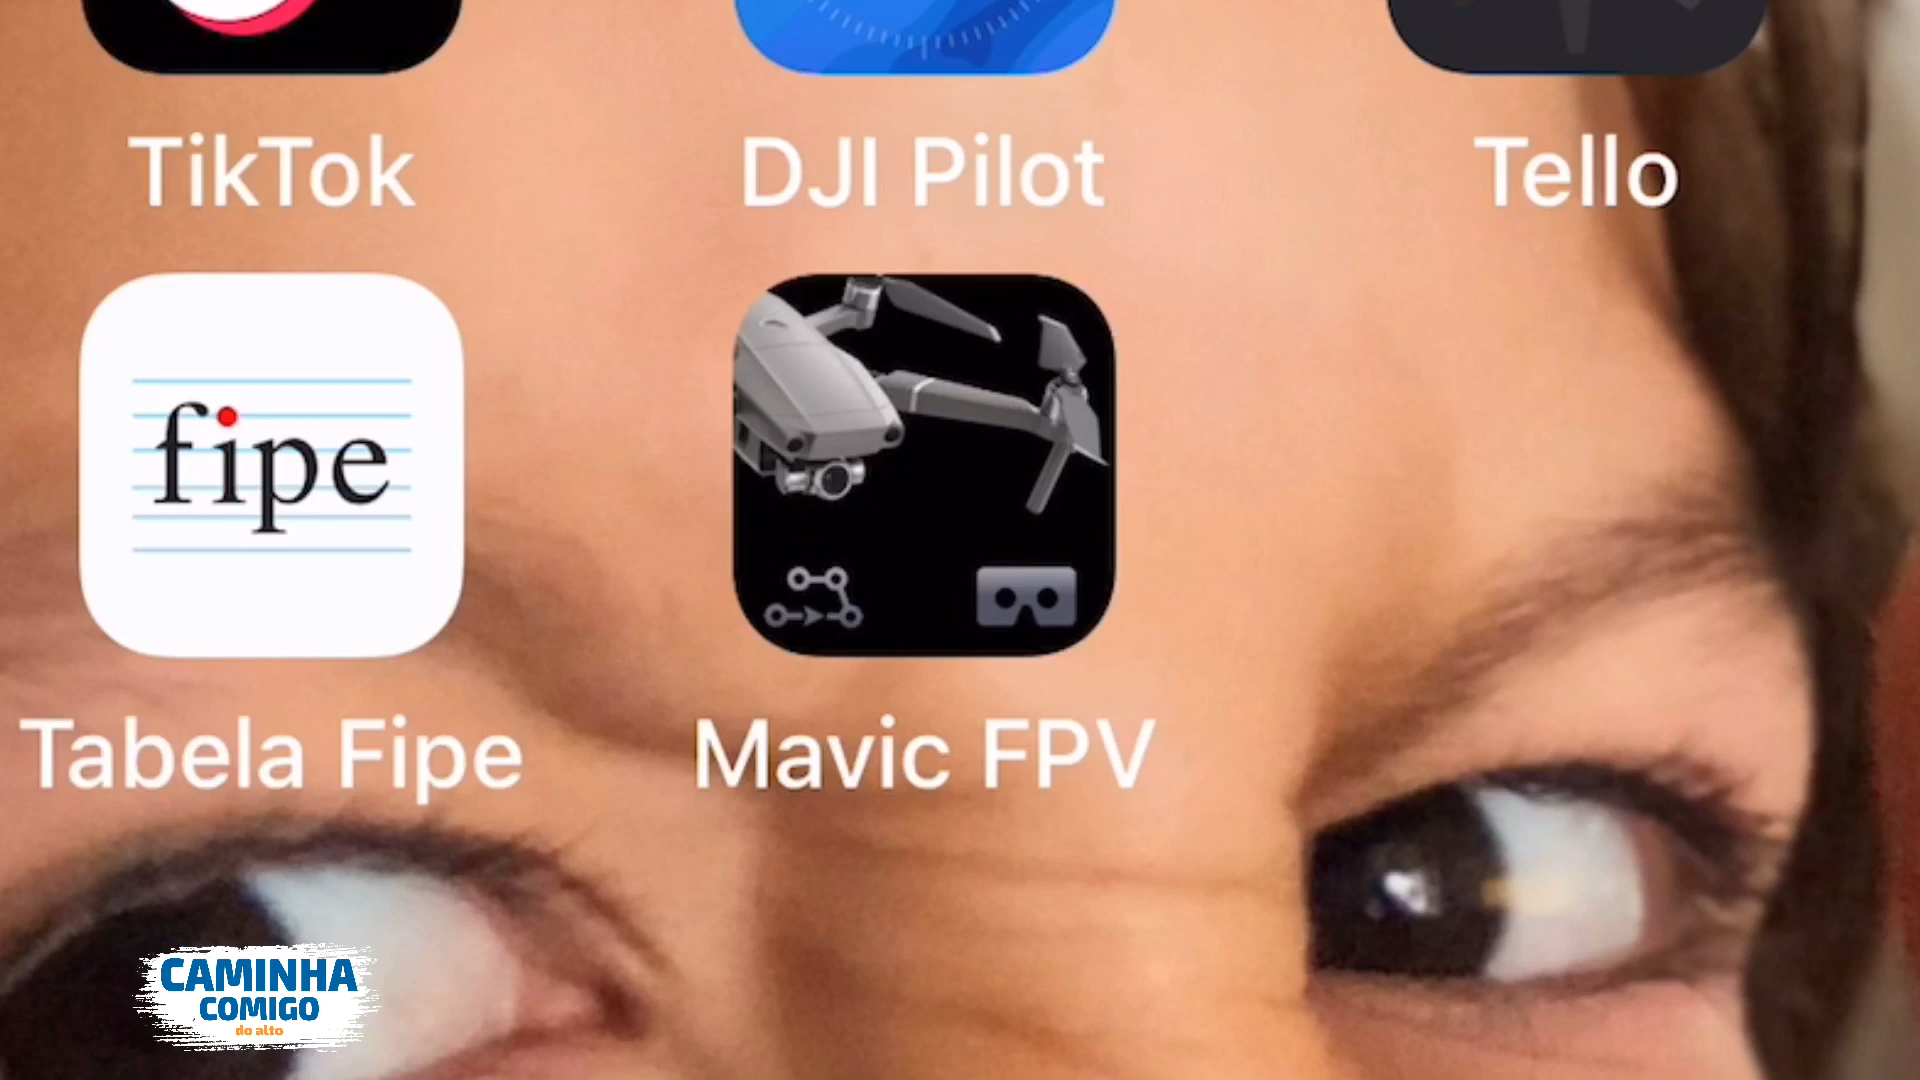 TikTok
DJI Pilot
Tello
fipe
Tabela Fipe
Mavic FPV
CAMINHA
COMIGO
do alto